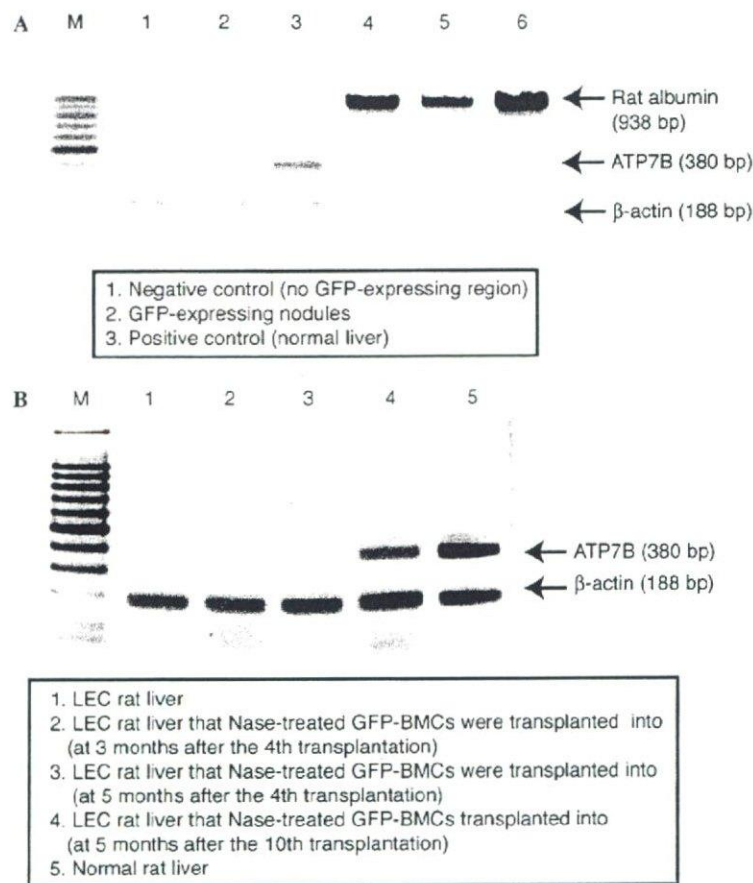 A M 1 2 3 4 5 6
Rat albumin
(938 bp)
ATP7B (380 bp)
β-actin (188 bp)
1. Negative control (no GFP-expressing region)
2. GFP-expressing nodules
3. Positive control (normal liver)
B M 1 2 3 4 5
ATP7B (380 bp)
β-actin (188 bp)
1. LEC rat liver
2. LEC rat liver that Nase-treated GFP-BMCs were transplanted into
(at 3 months after the 4th transplantation)
3. LEC rat liver that Nase-treated GFP-BMCs were transplanted into
(at 5 months after the 4th transplantation)
4. LEC rat liver that Nase-treated GFP-BMCs transplanted into
(at 5 months after the 10th transplantation)
5. Normal rat liver